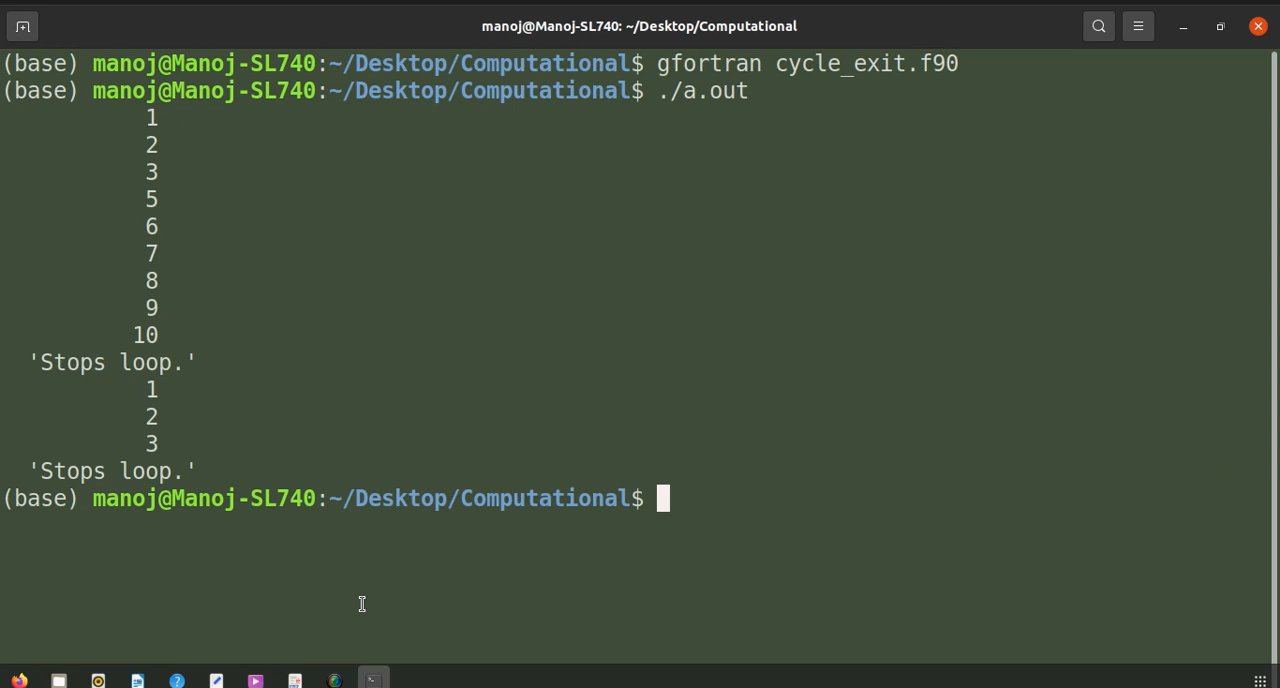 manoj@Manoj-SL740: ~/Desktop/Computational
(base) manoj@Manoj-SL740:~/Desktop/Computational$ gfortran cycle_exit.f90
(base) manoj@Manoj-SL740:~/Desktop/Computational$ ./a.out
1
2
3
5
6
7
8
9
10
'Stops loop.'
1
2
3
'Stops loop.'
(base) manoj@Manoj-SL740:~/Desktop/Computational$